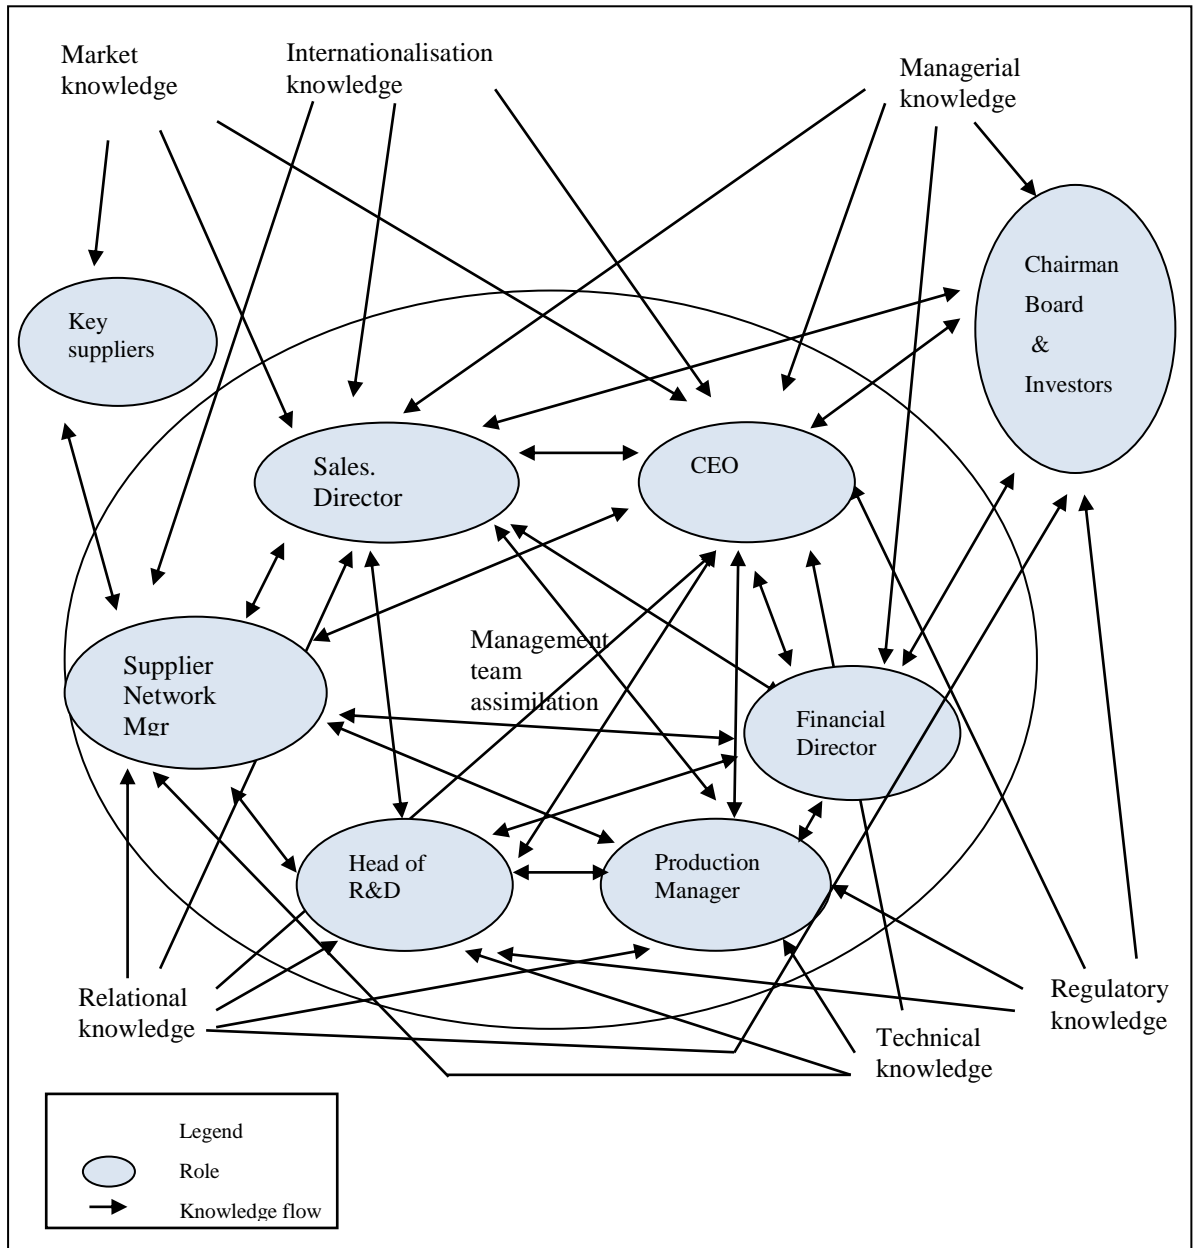 Market
knowledge
Internationalisation
knowledge
Managerial
knowledge
Chairman
Board
&
Investors
Key
suppliers
Sales.
Director
CEO
Management
team
assimilation
Supplier
Network
Mgr
Financial
Director
Head of
R&D
Production
Manager
Relational
knowledge
Regulatory
knowledge
Technical
knowledge
Legend
Role
Knowledge flow